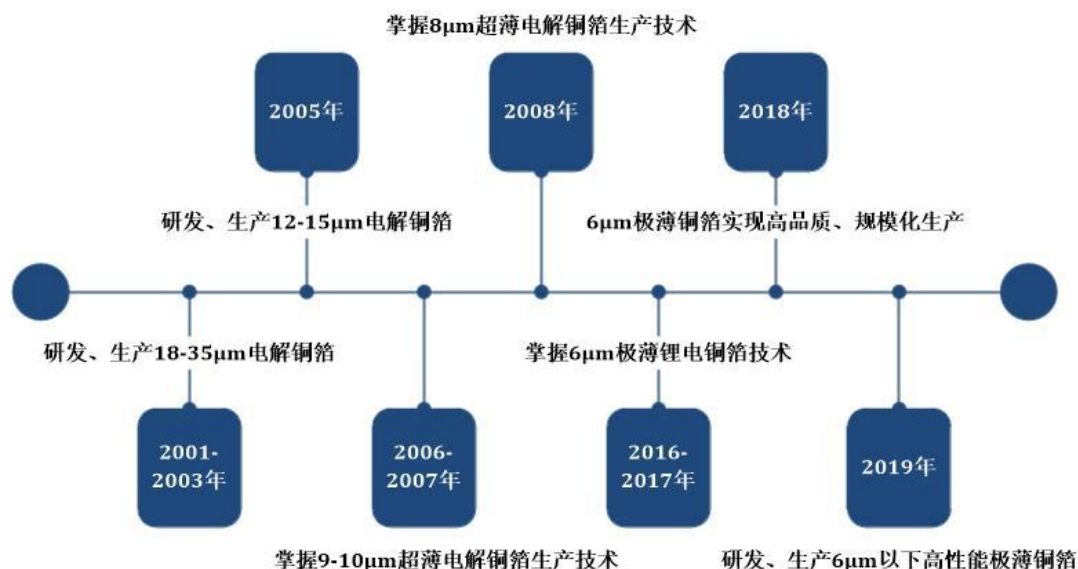 掌握8μm超薄电解铜箔生产技术
2005年
2008年
2018年
研发、生产12-15μm电解铜箔
6μm极薄铜箔实现高品质、规模化生产
研发、生产18-35μm电解铜箔
掌握6μm极薄锂电铜箔技术
2001-
2003年
2006-
2007年
2016-
2017年
2019年
掌握9-10μm超薄电解铜箔生产技术
研发、生产6μm以下高性能极薄铜箔